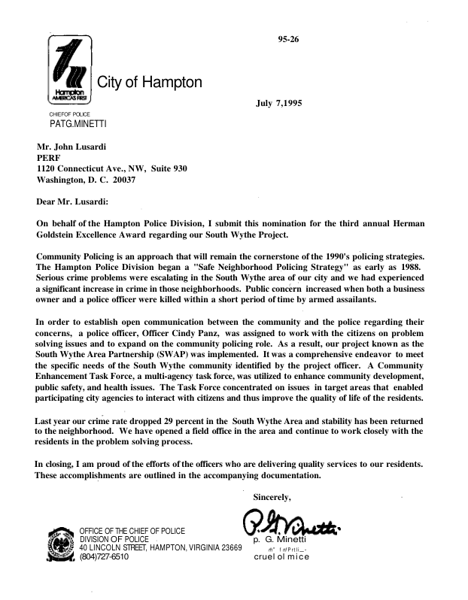 95-26
Hampton
AMERICA'S FIRST
City of Hampton
July 7,1995
CHIEFOF POLICE
PATG.MINETTI
Mr. John Lusardi
PERF
1120 Connecticut Ave., NW, Suite 930
Washington, D. C. 20037
Dear Mr. Lusardi:
On behalf of the Hampton Police Division, I submit this nomination for the third annual Herman
Goldstein Excellence Award regarding our South Wythe Project.
Community Policing is an approach that will remain the cornerstone of the 1990's policing strategies.
The Hampton Police Division began a "Safe Neighborhood Policing Strategy" as early as 1988.
Serious crime problems were escalating in the South Wythe area of our city and we had experienced
a significant increase in crime in those neighborhoods. Public concern increased when both a business
owner and a police officer were killed within a short period of time by armed assailants.
In order to establish open communication between the community and the police regarding their
concerns, a police officer, Officer Cindy Panz, was assigned to work with the citizens on problem
solving issues and to expand on the community policing role. As a result, our project known as the
South Wythe Area Partnership (SWAP) was implemented. It was a comprehensive endeavor to meet
the specific needs of the South Wythe community identified by the project officer. A Community
Enhancement Task Force, a multi-agency task force, was utilized to enhance community development,
public safety, and health issues. The Task Force concentrated on issues in target areas that enabled
participating city agencies to interact with citizens and thus improve the quality of life of the residents.
Last year our crime rate dropped 29 percent in the South Wythe Area and stability has been returned
to the neighborhood. We have opened a field office in the area and continue to work closely with the
residents in the problem solving process.
In closing, I am proud of the efforts of the officers who are delivering quality services to our residents.
These accomplishments are outlined in the accompanying documentation.
Sincerely,
P. G. Minetti
p. G. Minetti
cruel ol mice
OFFICE OF THE CHIEF OF POLICE
DIVISION OF POLICE
40 LINCOLN STREET, HAMPTON, VIRGINIA 23669
(804)727-6510